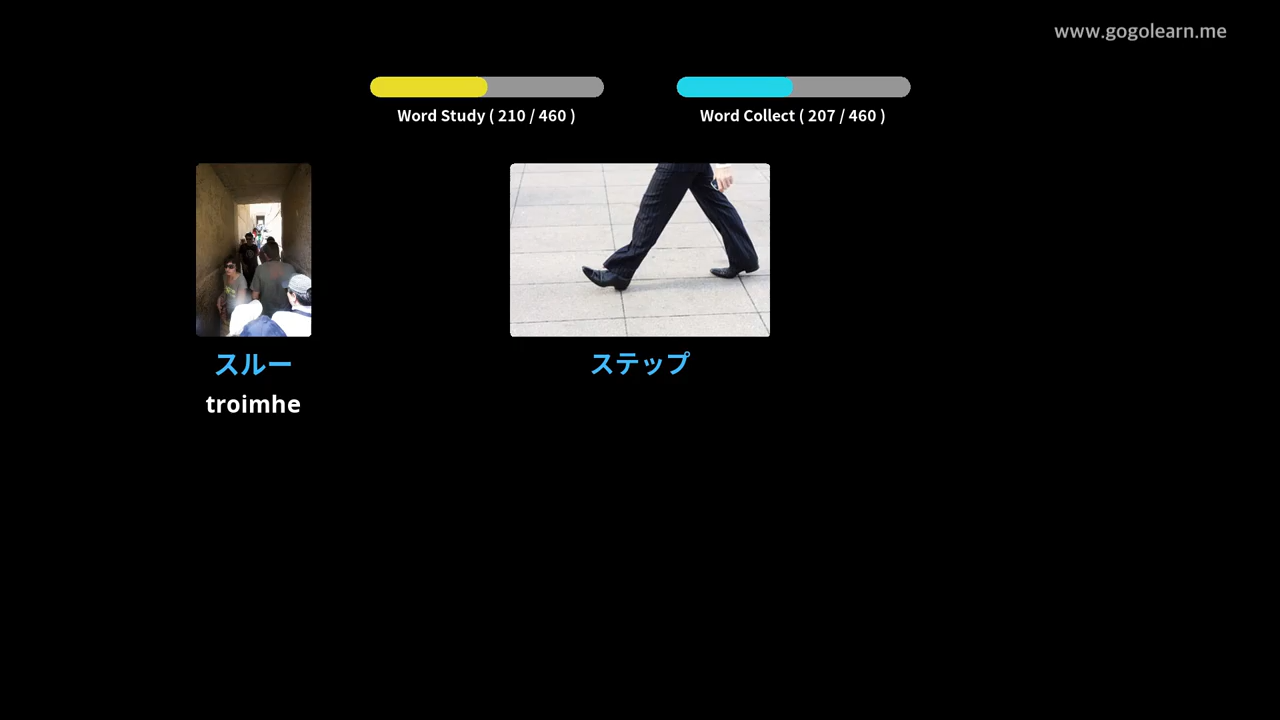 www.gogolearn.me
Word Study ( 210 / 460 )
Word Collect ( 207 / 460 )
スルー
troimhe
ステップ